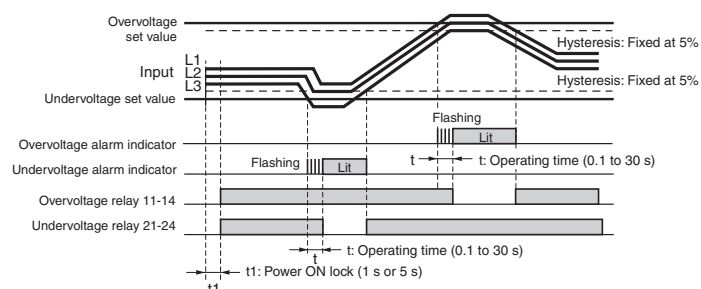 Overvoltage
set value
Hysteresis: Fixed at 5%
L1
Input L2
L3
Hysteresis: Fixed at 5%
Undervoltage set value
Flashing
Overvoltage alarm indicator
Lit
t
t: Operating time (0.1 to 30 s)
Undervoltage alarm indicator
Flashing
Lit
Overvoltage relay 11-14
Undervoltage relay 21-24
t: Operating time (0.1 to 30 s)
t
t1: Power ON lock (1 s or 5 s)
t1